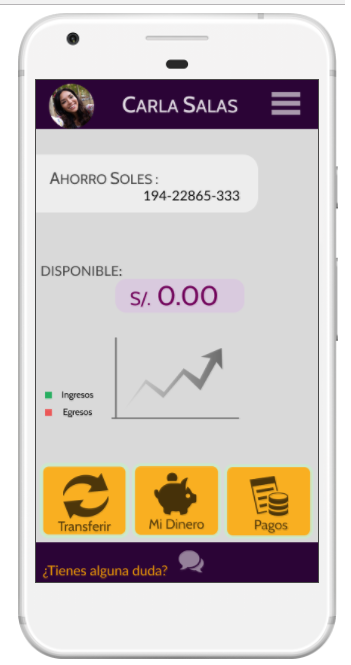 Carla Salas
Ahorro Soles :
194-22865-333
DISPONIBLE:
S/. 0.00
Ingresos
Egresos
Transferir
Mi Dinero
Pagos
¿Tienes alguna duda?